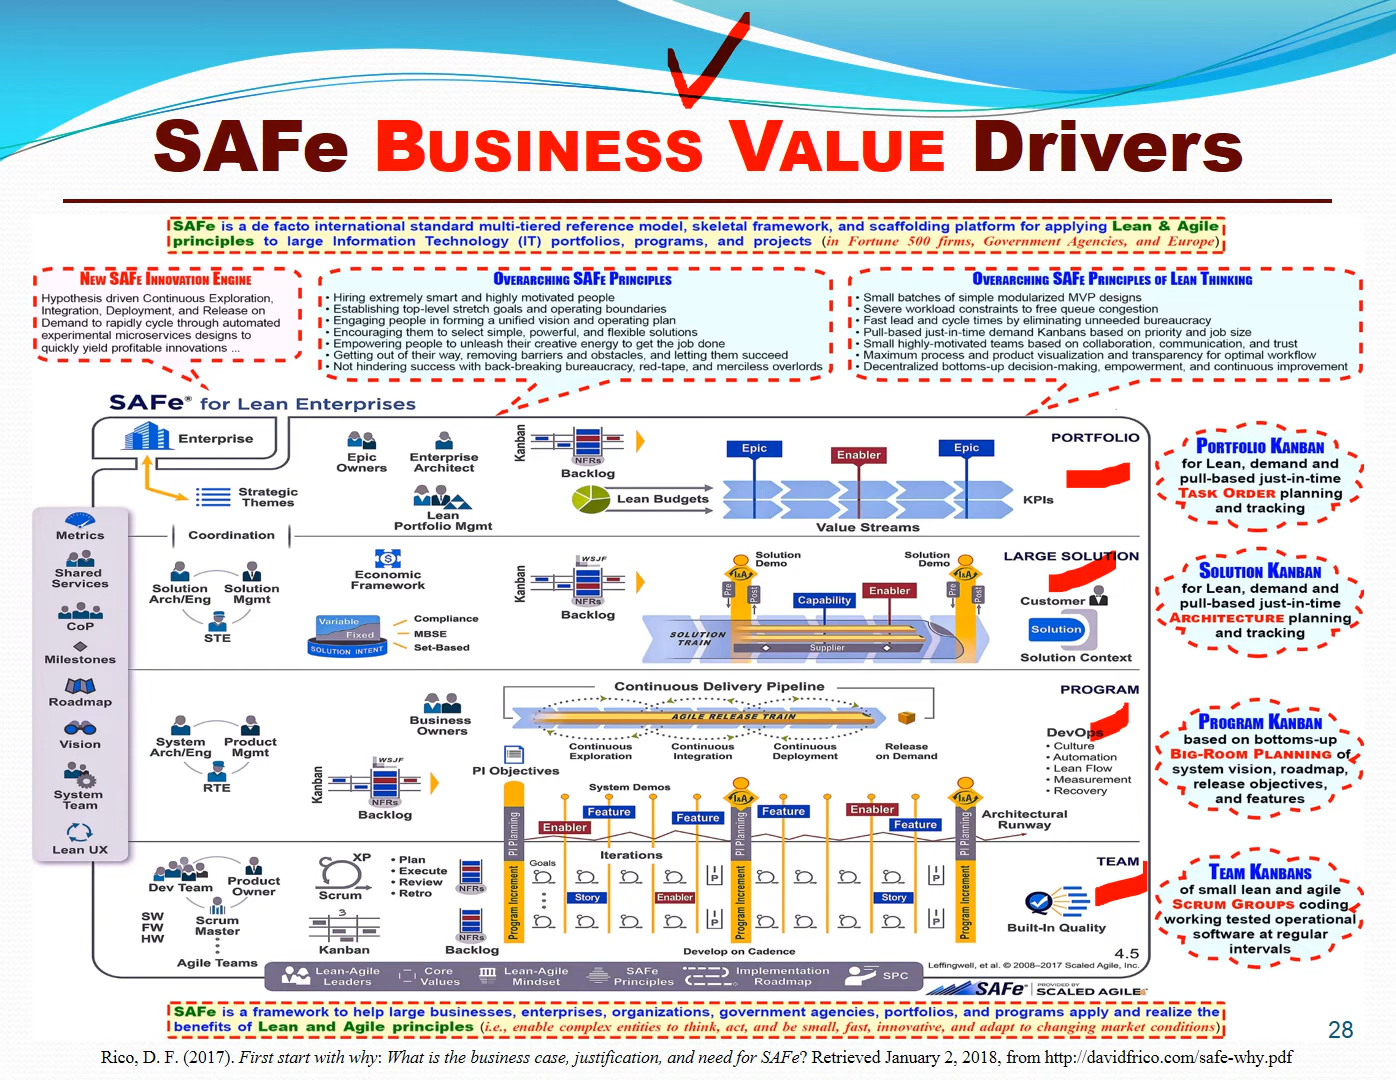 SAFe BUSINESS VALUE Drivers
SAFe is a de facto international standard multi-tiered reference model, skeletal framework, and scaffolding platform for applying Lean & Agile
principles to large Information Technology (IT) portfolios, programs, and projects (in Fortune 500 firms, Government Agencies, and Europe)
NEW SAFE INNOVATION ENGINE
Hypothesis driven Continuous Exploration,
Integration, Deployment, and Release on
Demand to rapidly cycle through automated
experimental microservices designs to
quickly yield profitable innovations ...
OVERARCHING SAFE PRINCIPLES
• Hiring extremely smart and highly motivated people
• Establishing top-level stretch goals and operating boundaries
• Engaging people in forming a unified vision and operating plan
• Encouraging them to select simple, powerful, and flexible solutions
• Empowering people to unleash their creative energy to get the job done
• Getting out of their way, removing barriers and obstacles, and letting them succeed
• Not hindering success with back-breaking bureaucracy, red-tape, and merciless overlords
OVERARCHING SAFE PRINCIPLES OF LEAN THINKING
• Small batches of simple modularized MVP designs
• Severe workload constraints to free queue congestion
• Fast lead and cycle times by eliminating unneeded bureaucracy
• Pull-based just-in-time demand Kanbans based on priority and job size
• Small highly-motivated teams based on collaboration, communication, and trust
• Maximum process and product visualization and transparency for optimal workflow
• Decentralized bottoms-up decision-making, empowerment, and continuous improvement
SAFe® for Lean Enterprises
Enterprise
Strategic
Themes
Coordination
Epic
Owners
Enterprise
Architect
Lean
Portfolio Mgmt
Kanban
NFRs
Backlog
Lean Budgets
Epic
Enabler
Epic
Value Streams
KPIs
PORTFOLIO
PORTFOLIO KANBAN
for Lean, demand and
pull-based just-in-time
TASK ORDER planning
and tracking
Metrics
Shared
Services
CoP
Milestones
Roadmap
Vision
System
Team
Lean UX
Solution
Arch/Eng
Solution
Mgmt
STE
Economic
Framework
Variable
Fixed
SOLUTION INTENT
Compliance
MBSE
Set-Based
Kanban
WSJF
NFRs
Backlog
SOLUTION
TRAIN
Solution
Demo
I&A
Pre
Post
Capability
Enabler
Supplier
Solution
Demo
I&A
Pre
Post
LARGE SOLUTION
Customer
Solution
Solution Context
SOLUTION KANBAN
for Lean, demand and
pull-based just-in-time
ARCHITECTURE planning
and tracking
System
Arch/Eng
Product
Mgmt
RTE
Business
Owners
Kanban
WSJF
NFRs
Backlog
Continuous Delivery Pipeline
AGILE RELEASE TRAIN
Continuous
Exploration
Continuous
Integration
Continuous
Deployment
Release
on Demand
PI Objectives
System Demos
Enabler
Feature
Feature
I&A
Feature
Enabler
Feature
I&A
PI Planning
PI Planning
PI Planning
Architectural
Runway
PROGRAM
DevOps
• Culture
• Automation
• Lean Flow
• Measurement
• Recovery
PROGRAM KANBAN
based on bottoms-up
BIG-ROOM PLANNING of
system vision, roadmap,
release objectives,
and features
Dev Team
Product
Owner
Scrum
Master
SW
FW
HW
Agile Teams
XP
Scrum
3
Kanban
• Plan
• Execute
• Review
• Retro
NFRs
NFRs
Backlog
Program Increment
Goals
Iterations
Story
Enabler
I P
I P
Program Increment
Story
I P
I P
Program Increment
Develop on Cadence
TEAM
Built-In Quality
4.5
Leffingwell, et al. © 2008–2017 Scaled Agile, Inc.
TEAM KANBANS
of small lean and agile
SCRUM GROUPS coding,
working tested operational
software at regular
intervals
Lean-Agile
Leaders
Core
Values
Lean-Agile
Mindset
SAFe
Principles
Implementation
Roadmap
SPC
SAFe® PROVIDED BY
SCALED AGILE
SAFe is a framework to help large businesses, enterprises, organizations, government agencies, portfolios, and programs apply and realize the
benefits of Lean and Agile principles (i.e., enable complex entities to think, act, and be small, fast, innovative, and adapt to changing market conditions)
28
Rico, D. F. (2017). First start with why: What is the business case, justification, and need for SAFe? Retrieved January 2, 2018, from http://davidfrico.com/safe-why.pdf